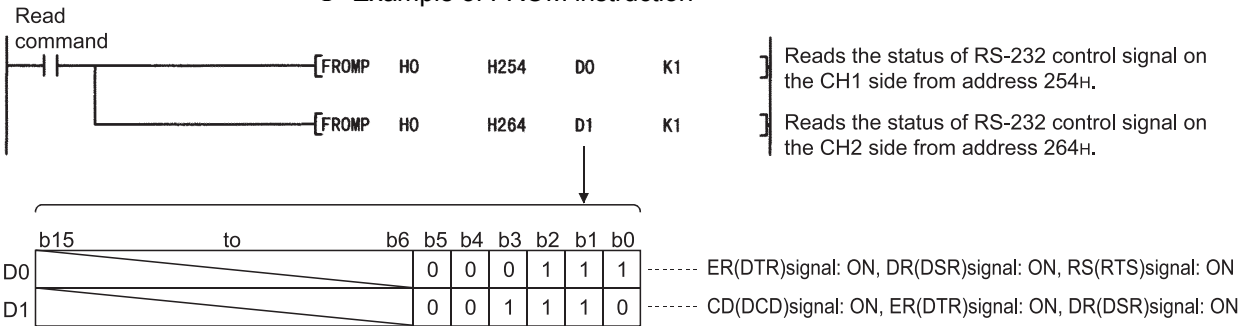 Read
command
FROMP H0 H254 D0 K1 Reads the status of RS-232 control signal on
the CH1 side from address 254H.
FROMP H0 H264 D1 K1 Reads the status of RS-232 control signal on
the CH2 side from address 264H.
b15 to b6 b5 b4 b3 b2 b1 b0
D0 0 0 0 1 1 1 ER(DTR)signal: ON, DR(DSR)signal: ON, RS(RTS)signal: ON
D1 0 0 1 1 1 0 CD(DCD)signal: ON, ER(DTR)signal: ON, DR(DSR)signal: ON